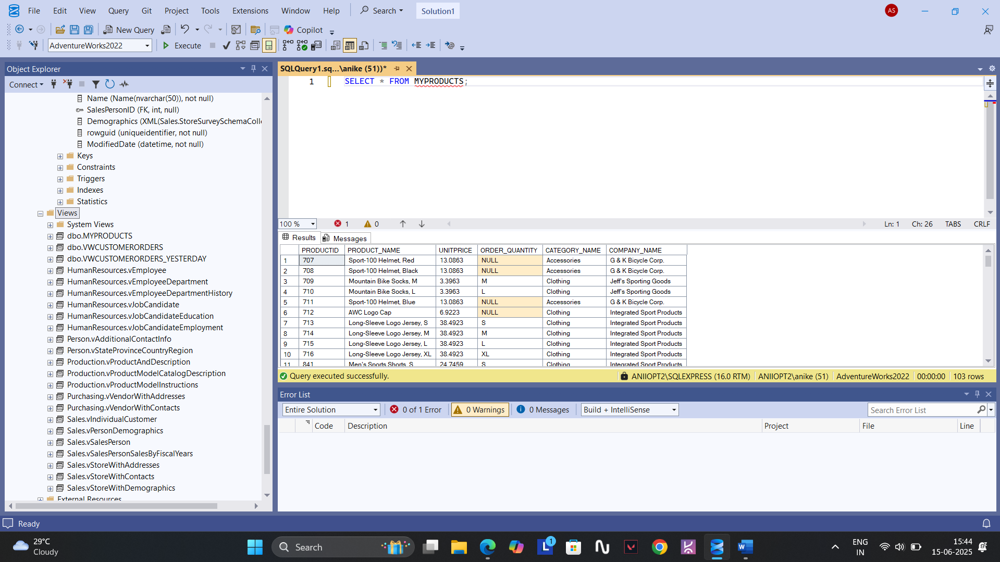 File Edit View Query Git Project Tools Extensions Window Help Search Solution1 AS
New Query Copilot
AdventureWorks2022 Execute
Object Explorer
Connect
Name (Name(nvarchar(50)), not null)
SalesPersonID (FK, int, null)
Demographics (XML(Sales.StoreSurveySchemaColl
rowguid (uniqueidentifier, not null)
ModifiedDate (datetime, not null)
Keys
Constraints
Triggers
Indexes
Statistics
Views
System Views
dbo.MYPRODUCTS
dbo.VWCUSTOMERORDERS
dbo.VWCUSTOMERORDERS_YESTERDAY
HumanResources.vEmployee
HumanResources.vEmployeeDepartment
HumanResources.vEmployeeDepartmentHistory
HumanResources.vJobCandidate
HumanResources.vJobCandidateEducation
HumanResources.vJobCandidateEmployment
Person.vAdditionalContactInfo
Person.vStateProvinceCountryRegion
Production.vProductAndDescription
Production.vProductModelCatalogDescription
Production.vProductModelInstructions
Purchasing.vVendorWithAddresses
Purchasing.vVendorWithContacts
Sales.vIndividualCustomer
Sales.vPersonDemographics
Sales.vSalesPerson
Sales.vSalesPersonSalesByFiscalYears
Sales.vStoreWithAddresses
Sales.vStoreWithContacts
Sales.vStoreWithDemographics
External Resources
SQLQuery1.sq...\anike (51))*
1 SELECT * FROM MYPRODUCTS;
100 % 1 0 Ln: 1 Ch: 26 TABS CRLF
Results Messages
PRODUCTID PRODUCT_NAME UNITPRICE ORDER_QUANTITY CATEGORY_NAME COMPANY_NAME
1 707 Sport-100 Helmet, Red 13.0863 NULL Accessories G & K Bicycle Corp.
2 708 Sport-100 Helmet, Black 13.0863 NULL Accessories G & K Bicycle Corp.
3 709 Mountain Bike Socks, M 3.3963 M Clothing Jeff's Sporting Goods
4 710 Mountain Bike Socks, L 3.3963 L Clothing Jeff's Sporting Goods
5 711 Sport-100 Helmet, Blue 13.0863 NULL Accessories G & K Bicycle Corp.
6 712 AWC Logo Cap 6.9223 NULL Clothing Integrated Sport Products
7 713 Long-Sleeve Logo Jersey, S 38.4923 S Clothing Integrated Sport Products
8 714 Long-Sleeve Logo Jersey, M 38.4923 M Clothing Integrated Sport Products
9 715 Long-Sleeve Logo Jersey, L 38.4923 L Clothing Integrated Sport Products
10 716 Long-Sleeve Logo Jersey, XL 38.4923 XL Clothing Integrated Sport Products
11 841 Men's Sports Shorts, S 24.7459 S Clothing Integrated Sport Products
Query executed successfully. ANIIOPT2\SQLEXPRESS (16.0 RTM) ANIIOPT2\anike (51) AdventureWorks2022 00:00:00 103 rows
Error List
Entire Solution 0 of 1 Error 0 Warnings 0 Messages Build + IntelliSense Search Error List
Code Description Project File Line
Ready
29°C
Cloudy
Search
1
ENG
IN
15:44
15-06-2025